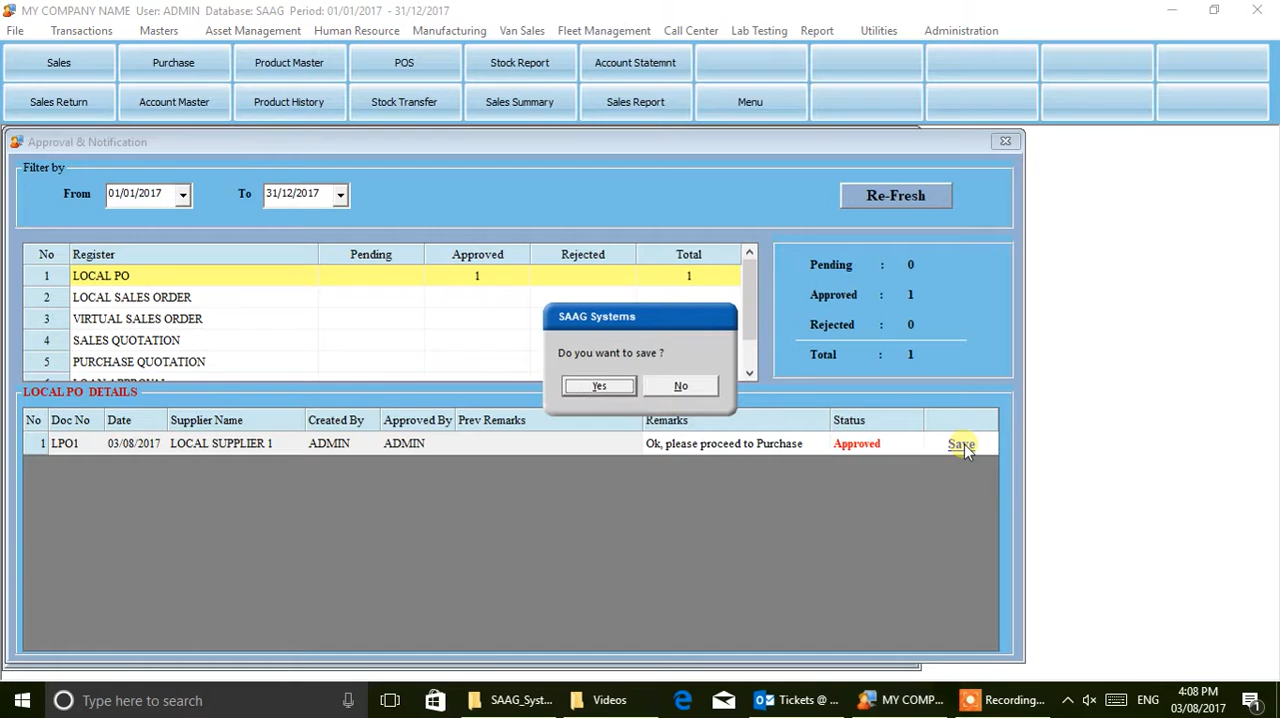 MY COMPANY NAME User: ADMIN Database: SAAG Period: 01/01/2017 - 31/12/2017
File Transactions Masters Asset Management Human Resource Manufacturing Van Sales Fleet Management Call Center Lab Testing Report Utilities Administration
Sales Purchase Product Master POS Stock Report Account Statemnt
Sales Return Account Master Product History Stock Transfer Sales Summary Sales Report Menu
Approval & Notification
Filter by
From 01/01/2017 To 31/12/2017 Re-Fresh
No Register Pending Approved Rejected Total
1 LOCAL PO 1 1
2 LOCAL SALES ORDER
3 VIRTUAL SALES ORDER
4 SALES QUOTATION
5 PURCHASE QUOTATION
LOAN APPROVAL
Pending : 0
Approved : 1
Rejected : 0
Total : 1
SAAG Systems
Do you want to save ?
Yes No
LOCAL PO DETAILS
No Doc No Date Supplier Name Created By Approved By Prev Remarks Remarks Status
1 LPO1 03/08/2017 LOCAL SUPPLIER 1 ADMIN ADMIN Ok, please proceed to Purchase Approved Save
Type here to search SAAG_Syst... Videos Tickets @ ... MY COMP... Recording... ENG 4:08 PM
03/08/2017 1